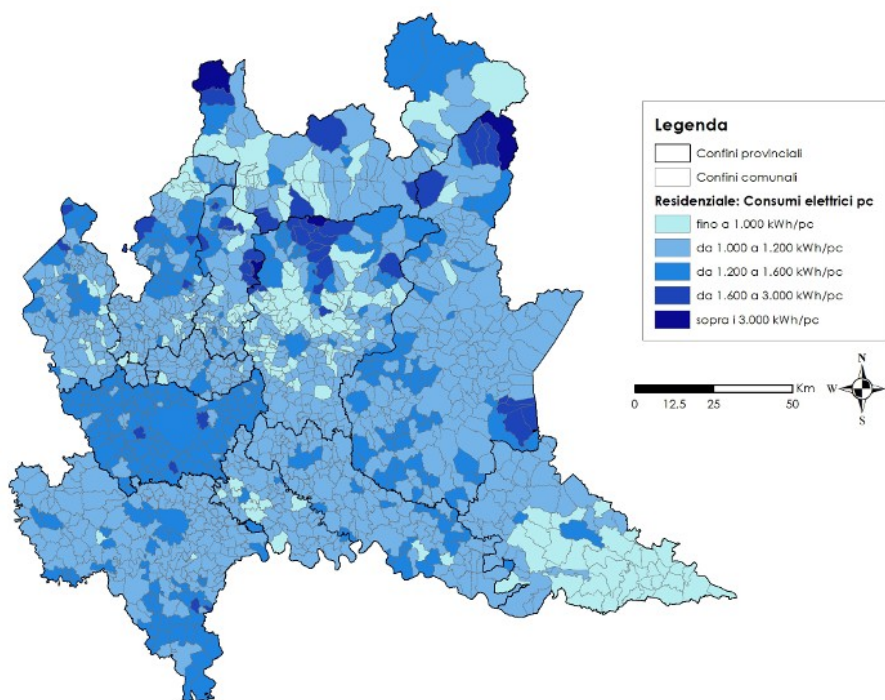 Legenda
Confini provinciali
Confini comunali
Residenziale: Consumi elettrici pc
fino a 1.000 kWh/pc
da 1.000 a 1.200 kWh/pc
da 1.200 a 1.600 kWh/pc
da 1.600 a 3.000 kWh/pc
sopra i 3.000 kWh/pc
Km
0 12,5 25 50
N
W E
S